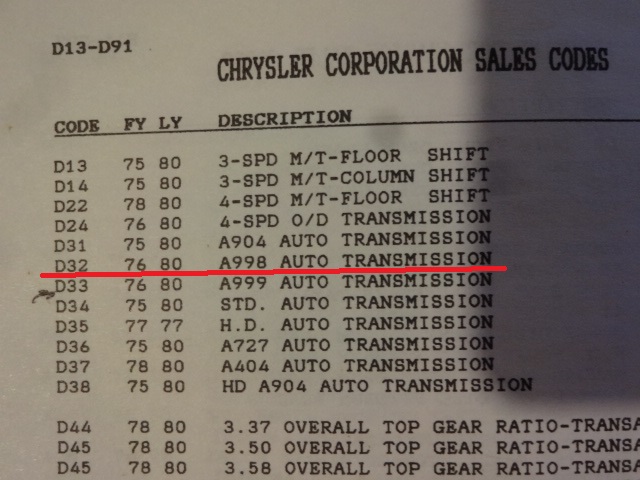 D13-D91
CHRYSLER CORPORATION SALES CODES
CODE FY LY DESCRIPTION
D13 75 80 3-SPD M/T-FLOOR SHIFT
D14 75 80 3-SPD M/T-COLUMN SHIFT
D22 78 80 4-SPD M/T-FLOOR SHIFT
D24 76 80 4-SPD O/D TRANSMISSION
D31 75 80 A904 AUTO TRANSMISSION
D32 76 80 A998 AUTO TRANSMISSION
D33 76 80 A999 AUTO TRANSMISSION
D34 75 80 STD. AUTO TRANSMISSION
D35 77 77 H.D. AUTO TRANSMISSION
D36 75 80 A727 AUTO TRANSMISSION
D37 78 80 A404 AUTO TRANSMISSION
D38 75 80 HD A904 AUTO TRANSMISSION
D44 78 80 3.37 OVERALL TOP GEAR RATIO-TRANSA
D45 78 80 3.50 OVERALL TOP GEAR RATIO-TRANSA
D45 78 80 3.58 OVERALL TOP GEAR RATIO-TRANSA